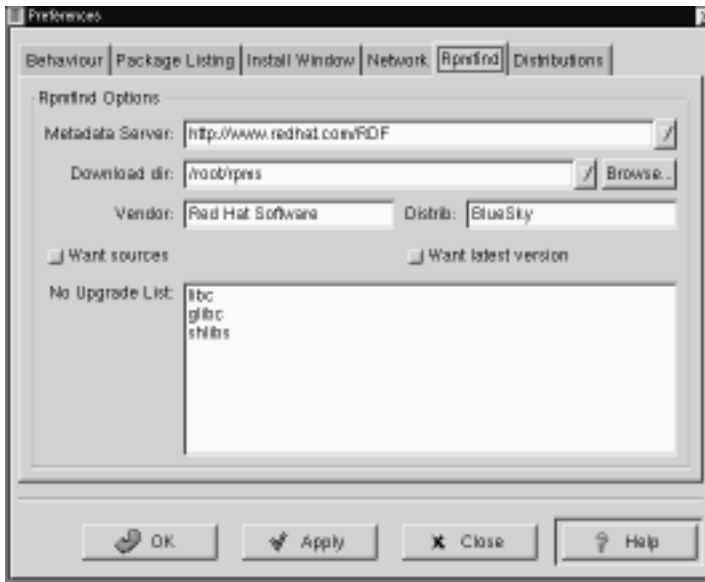 Preferences
Behaviour Package Listing Install Window Network Rpmfind Distributions
Rpmfind Options
Metadata Server: http://www.redhat.com/RDF
Download dir: /root/rpms Browse...
Vendor: Red Hat Software Distrib: BlueSky
Want sources Want latest version
No Upgrade List: libc
glibc
shlibs
OK Apply Close Help